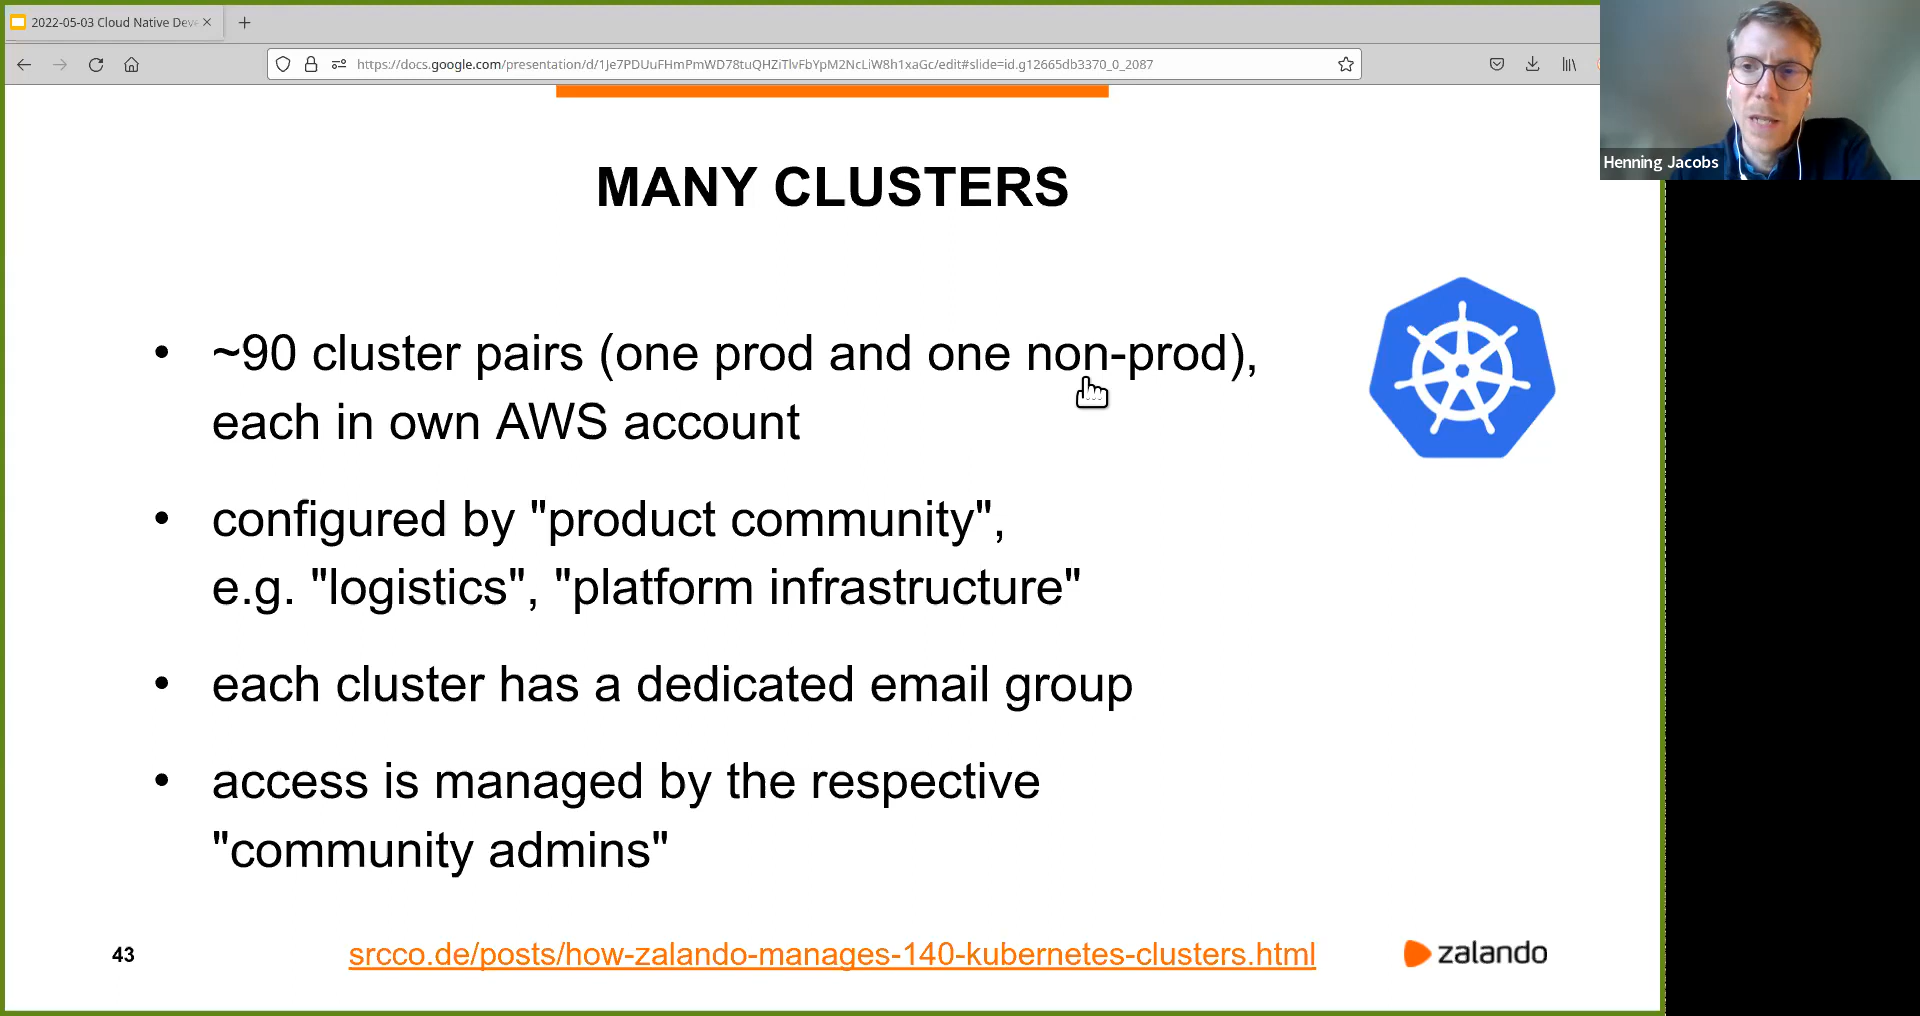 2022-05-03 Cloud Native Deve
https://docs.google.com/presentation/d/1Je7PDUuFHmPmWD78tuQHZiTlvFbYpM2NcLiW8h1xaGc/edit#slide=id.g12665db3370_0_2087
Henning Jacobs
MANY CLUSTERS
• ~90 cluster pairs (one prod and one non-prod),
each in own AWS account
• configured by "product community",
e.g. "logistics", "platform infrastructure"
• each cluster has a dedicated email group
• access is managed by the respective
"community admins"
43
srcco.de/posts/how-zalando-manages-140-kubernetes-clusters.html
zalando